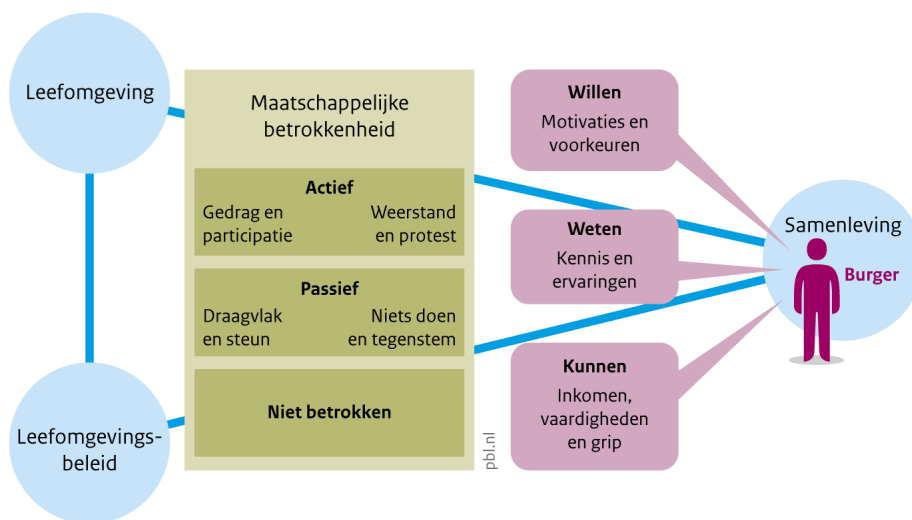 Leefomgeving
Maatschappelijke
betrokkenheid
Actief
Gedrag en
participatie
Weerstand
en protest
Passief
Draagvlak
en steun
Niets doen
en tegenstem
Niet betrokken
Leefomgevings-
beleid
pbl.nl
Willen
Motivaties en
voorkeuren
Weten
Kennis en
ervaringen
Kunnen
Inkomen,
vaardigheden
en grip
Samenleving
Burger